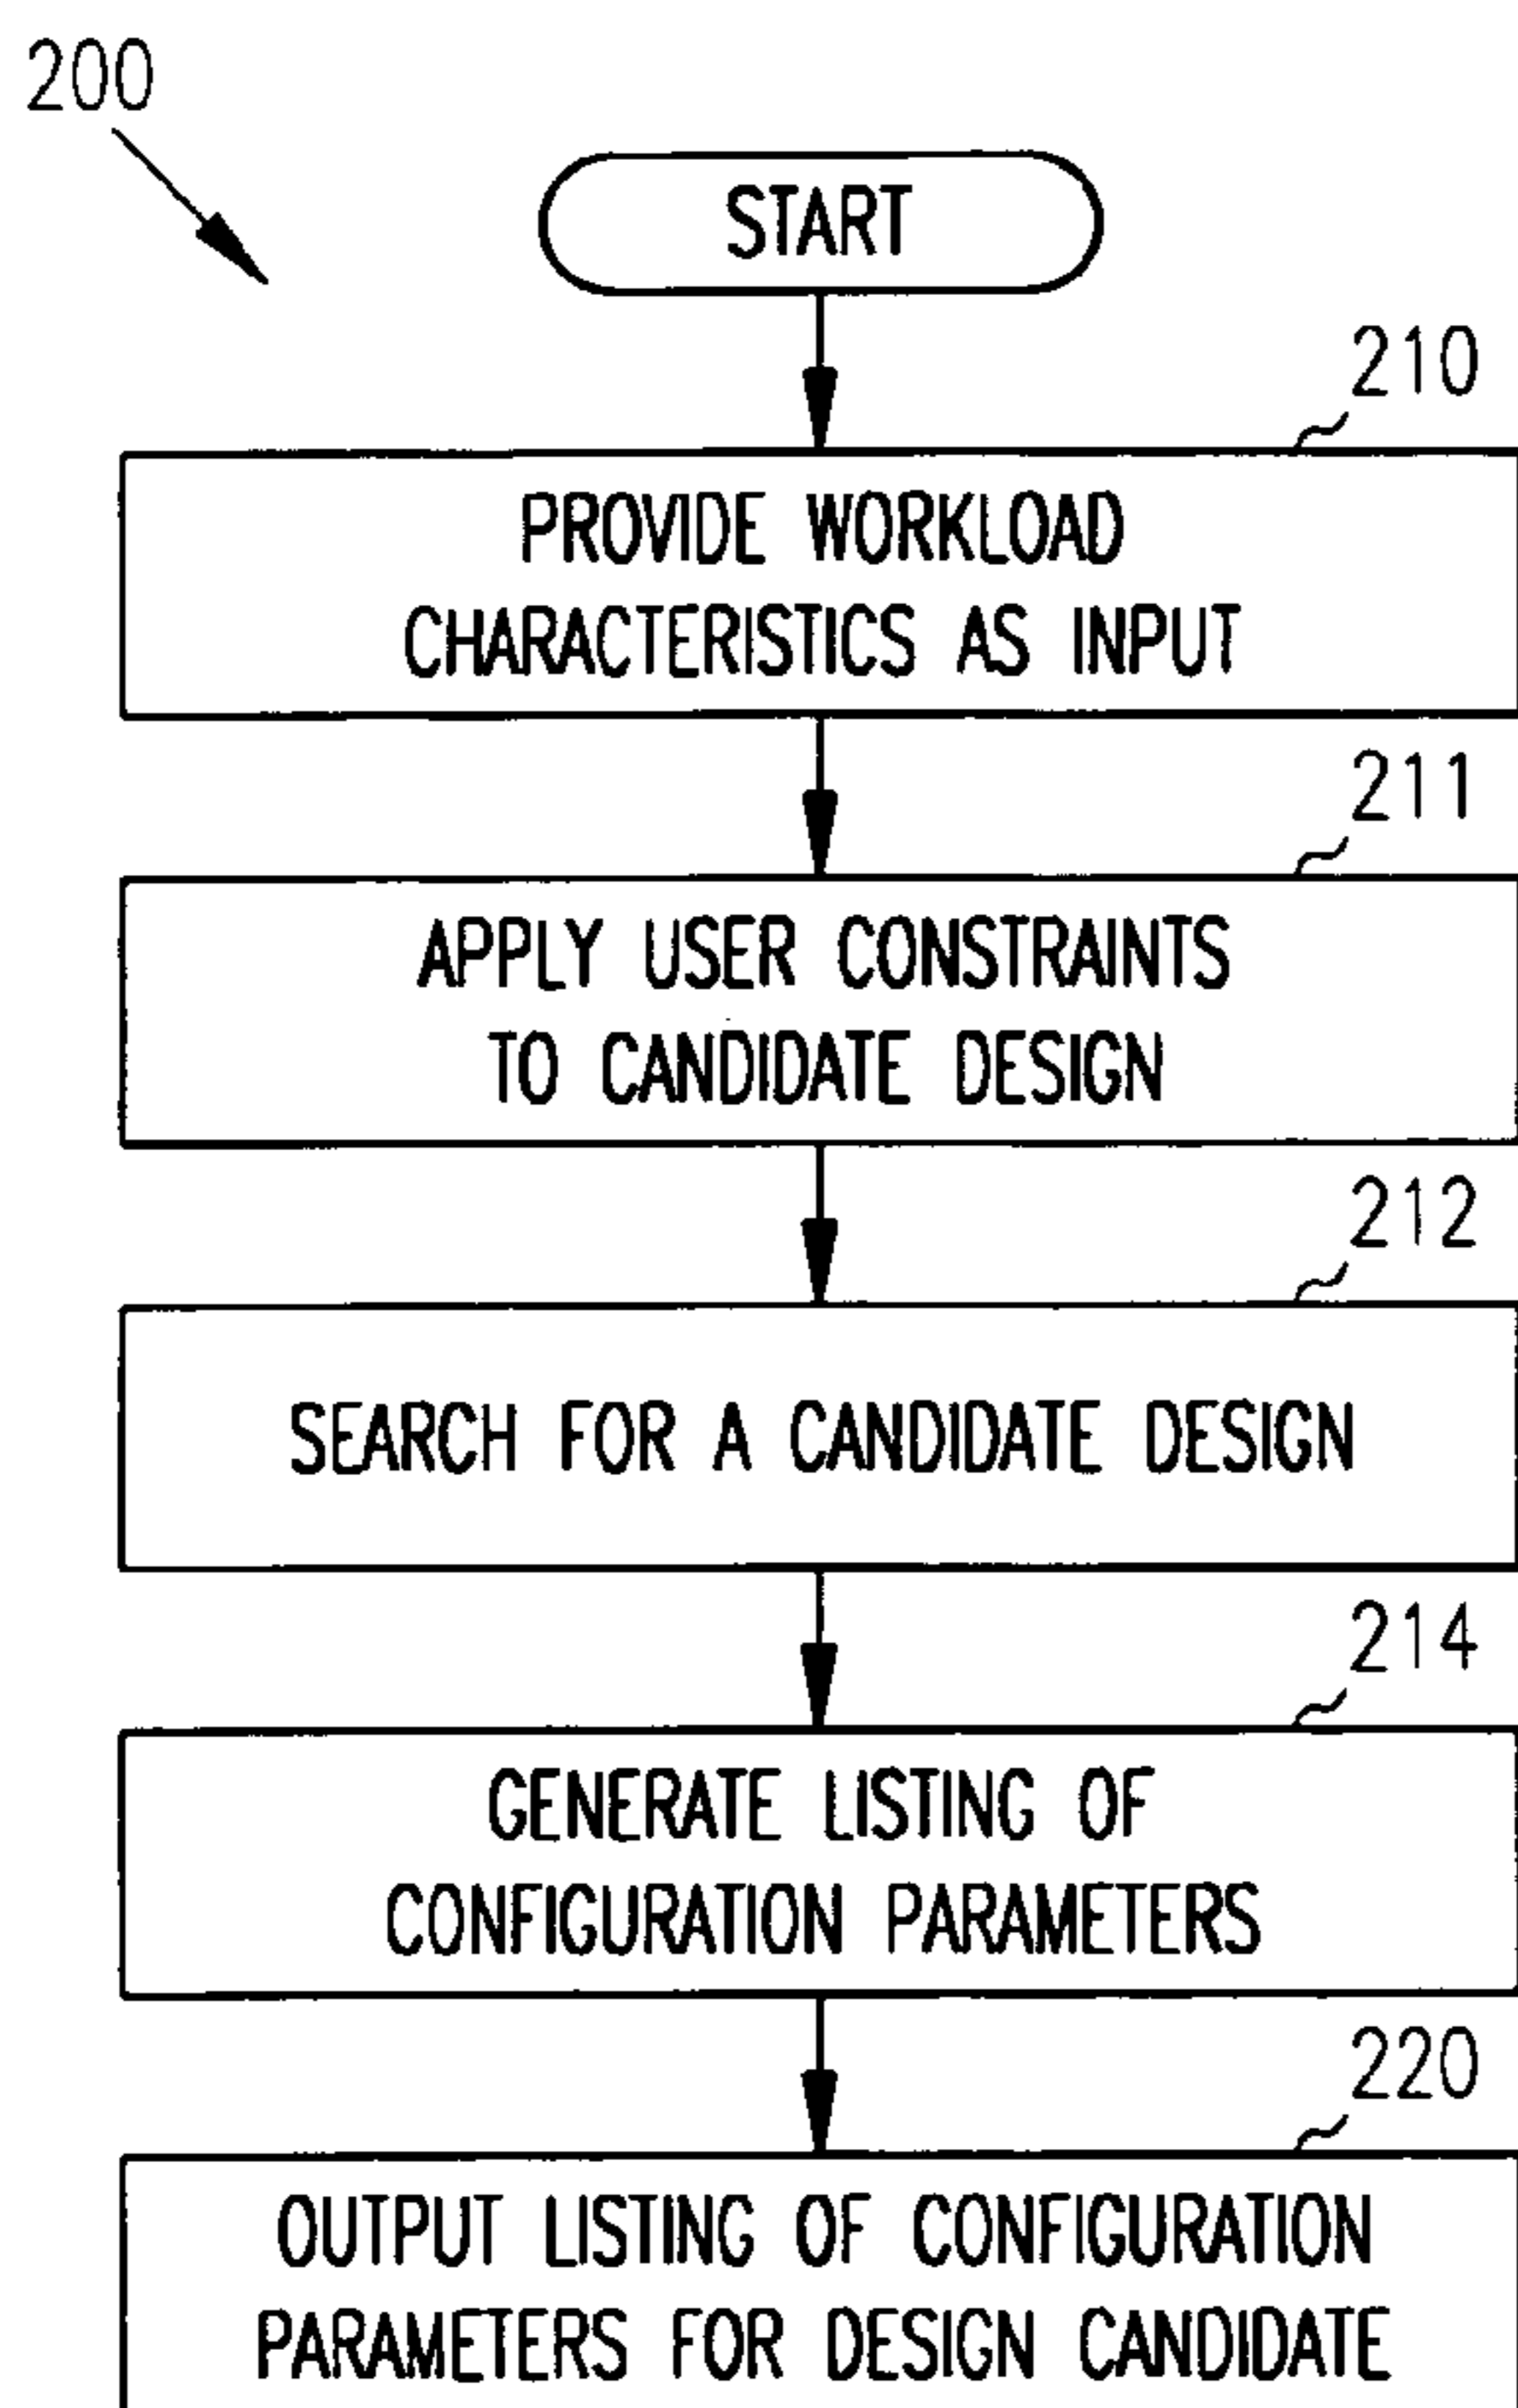 200
START
210
PROVIDE WORKLOAD
CHARACTERISTICS AS INPUT
211
APPLY USER CONSTRAINTS
TO CANDIDATE DESIGN
212
SEARCH FOR A CANDIDATE DESIGN
214
GENERATE LISTING OF
CONFIGURATION PARAMETERS
220
OUTPUT LISTING OF CONFIGURATION
PARAMETERS FOR DESIGN CANDIDATE